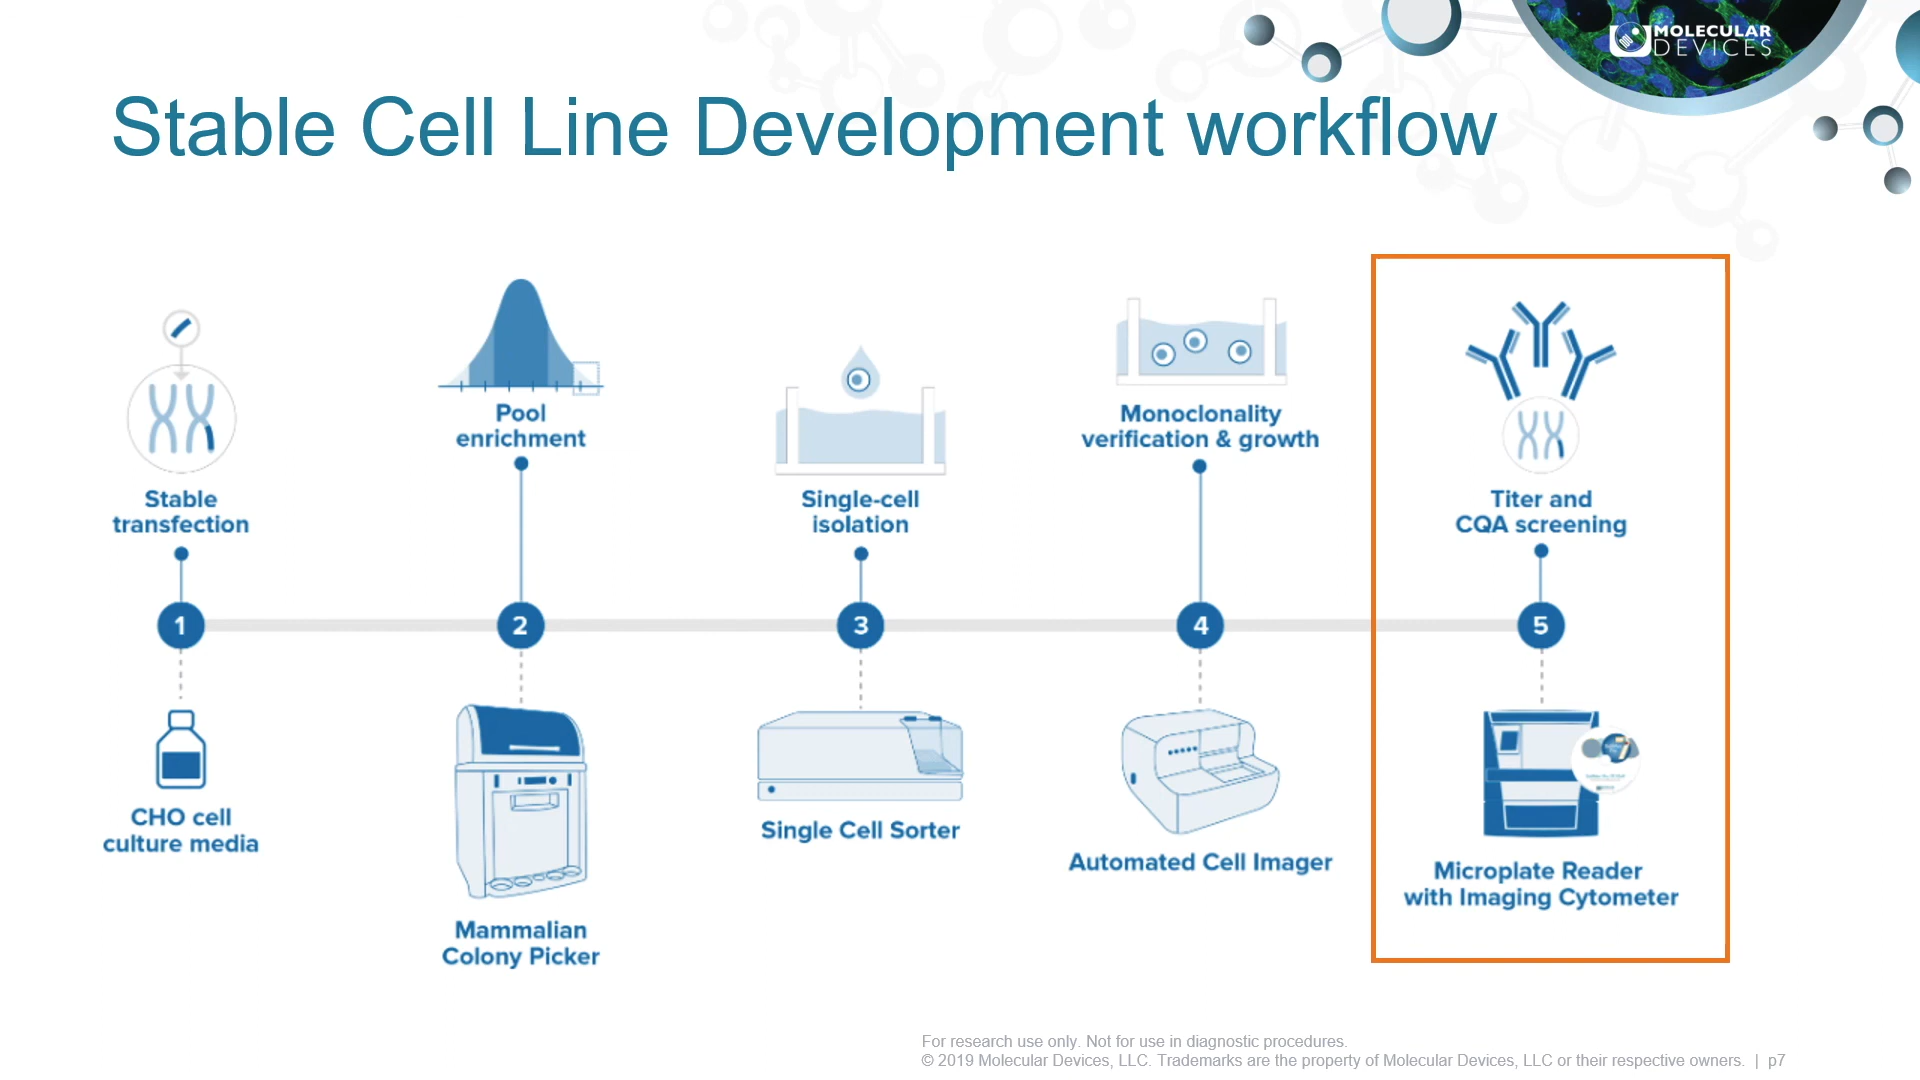 MOLECULAR
DEVICES
Stable Cell Line Development workflow
Stable
transfection
Pool
enrichment
Single-cell
isolation
Monoclonality
verification & growth
Titer and
CQA screening
1
2
3
4
5
CHO cell
culture media
Mammalian
Colony Picker
Single Cell Sorter
Automated Cell Imager
Microplate Reader
with Imaging Cytometer
For research use only. Not for use in diagnostic procedures.
© 2019 Molecular Devices, LLC. Trademarks are the property of Molecular Devices, LLC or their respective owners. | p7